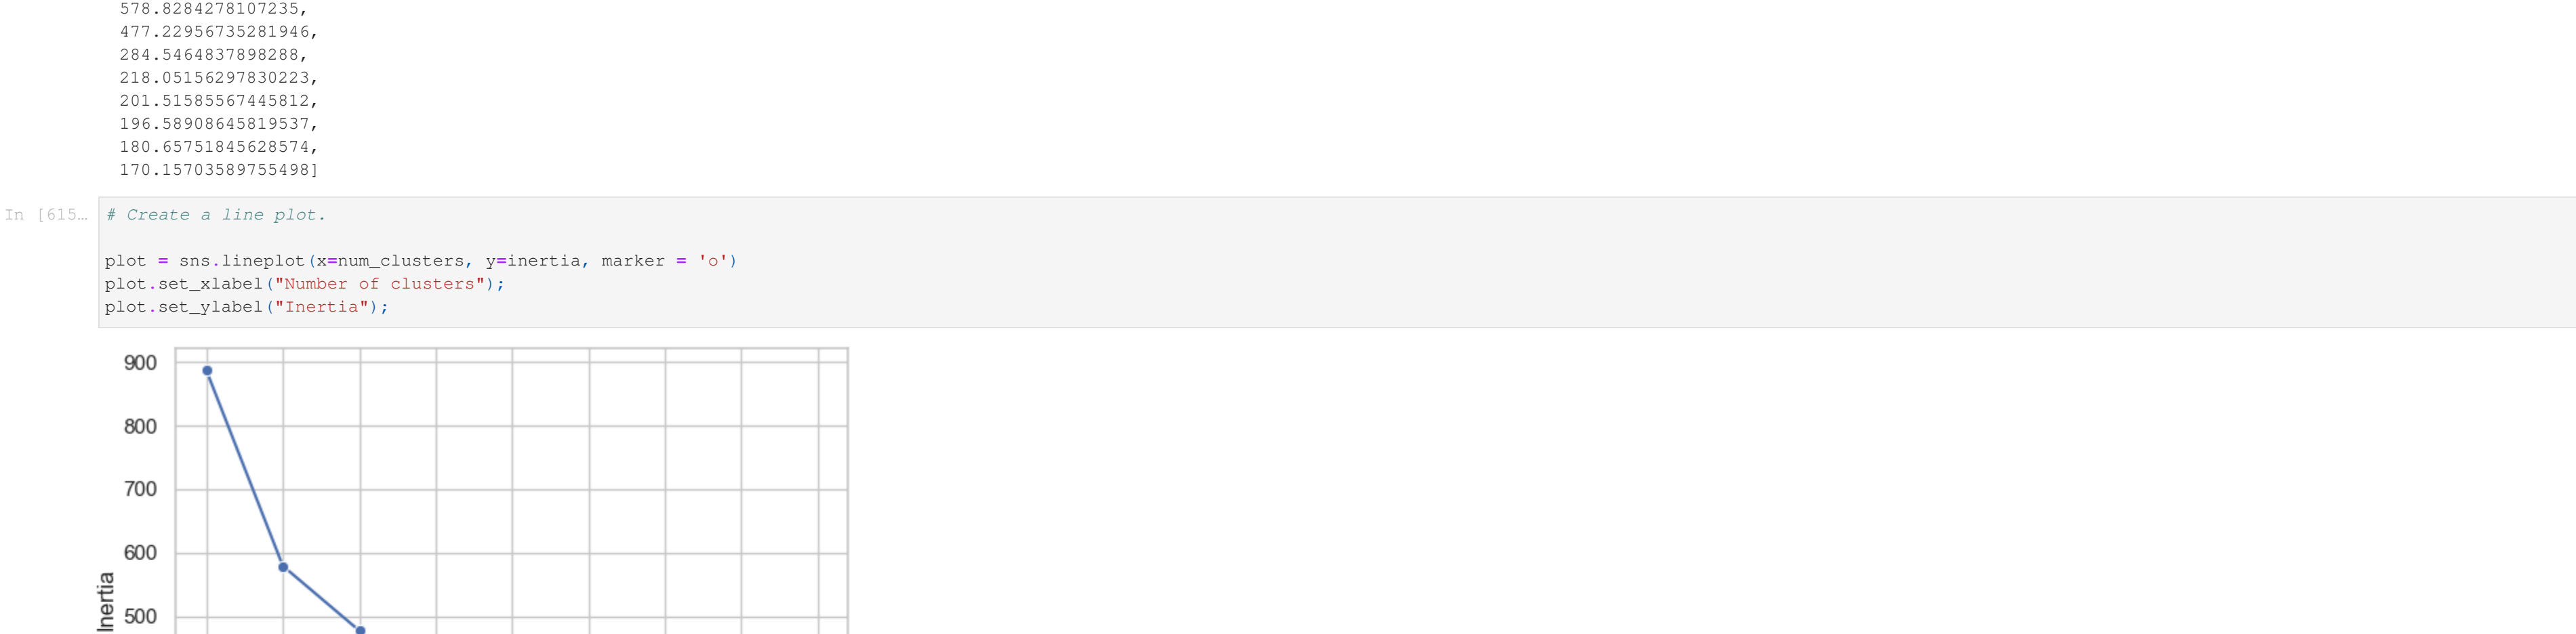 578.8284278107235,
477.22956735281946,
284.5464837898288,
218.05156297830223,
201.51585567445812,
196.58908645819537,
180.65751845628574,
170.15703589755498]
In [615… # Create a line plot.
plot = sns.lineplot(x=num_clusters, y=inertia, marker = 'o')
plot.set_xlabel("Number of clusters");
plot.set_ylabel("Inertia");
900
800
700
600
500
Inertia